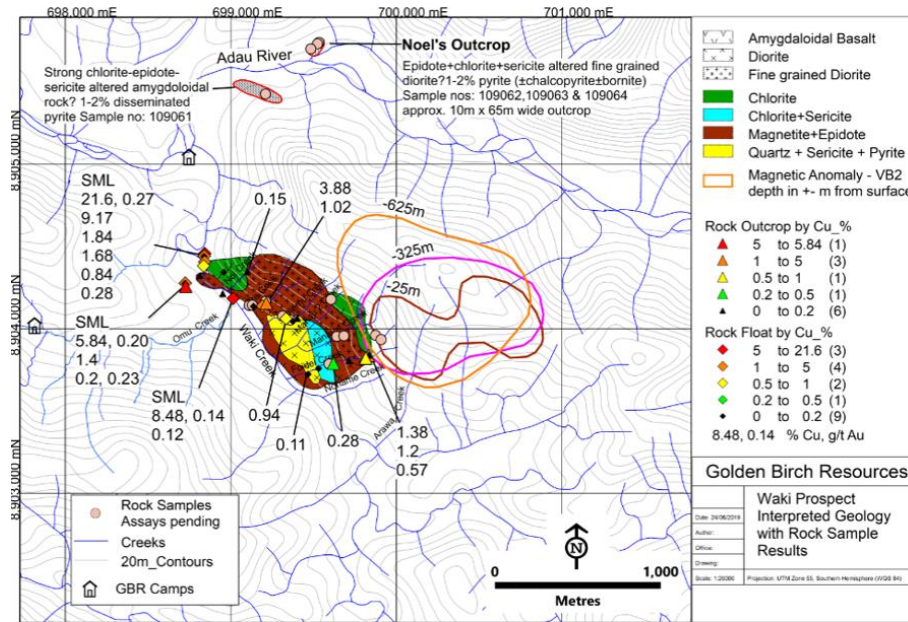 698,000 mE
699,000 mE
700,000 mE
701,000 mE
Adau River
Noel's Outcrop
Epidote+chlorite+sericite altered fine grained
diorite?1-2% pyrite (±chalcopyrite±bornite)
Sample nos: 109062,109063 & 109064
approx. 10m x 65m wide outcrop
Strong chlorite-epidote-
sericite altered amygdoloidal
rock? 1-2% disseminated
pyrite Sample no: 109061
8,905,000 mN
8,904,000 mN
8,903,000 mN
SML
21.6, 0.27
9.17
1.84
1.68
0.84
0.28
0.15
3.88
1.02
-625m
-325m
-25m
SML
5.84, 0.20
1.4
0.2, 0.23
Omu Creek
Waki Creek
SML
8.48, 0.14
0.12
0.94
0.11
0.28
Arawa Creek
1.38
1.2
0.57
Rock Samples
Assays pending
Creeks
20m_Contours
GBR Camps
N
0
1,000
Metres
Amygdaloidal Basalt
Diorite
Fine grained Diorite
Chlorite
Chlorite+Sericite
Magnetite+Epidote
Quartz + Sericite + Pyrite
Magnetic Anomaly - VB2
depth in +- m from surface
Rock Outcrop by Cu_%
5 to 5.84 (1)
1 to 5 (3)
0.5 to 1 (1)
0.2 to 0.5 (1)
0 to 0.2 (6)
Rock Float by Cu_%
5 to 21.6 (3)
1 to 5 (4)
0.5 to 1 (2)
0.2 to 0.5 (1)
0 to 0.2 (9)
8.48, 0.14 % Cu, g/t Au
Golden Birch Resources
Waki Prospect
Interpreted Geology
with Rock Sample
Results
Author:
Office:
Drawing:
Projection: UTM Zone 55, Southern Hemisphere (WGS 84)